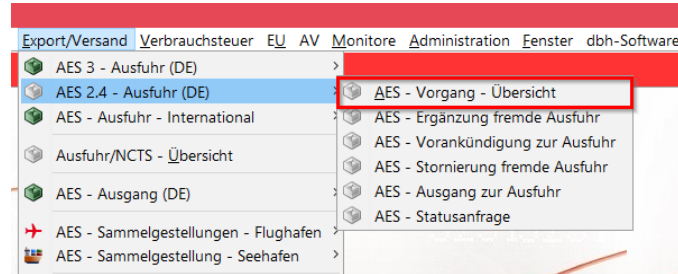 Export/Versand Verbrauchsteuer EU AV Monitore Administration Fenster dbh-Software
AES 3 - Ausfuhr (DE)
AES 2.4 - Ausfuhr (DE)
AES - Ausfuhr - International
Ausfuhr/NCTS - Übersicht
AES - Ausgang (DE)
AES - Sammelgestellungen - Flughafen
AES - Sammelgestellung - Seehafen
AES - Vorgang - Übersicht
AES - Ergänzung fremde Ausfuhr
AES - Vorankündigung zur Ausfuhr
AES - Stornierung fremde Ausfuhr
AES - Ausgang zur Ausfuhr
AES - Statusanfrage